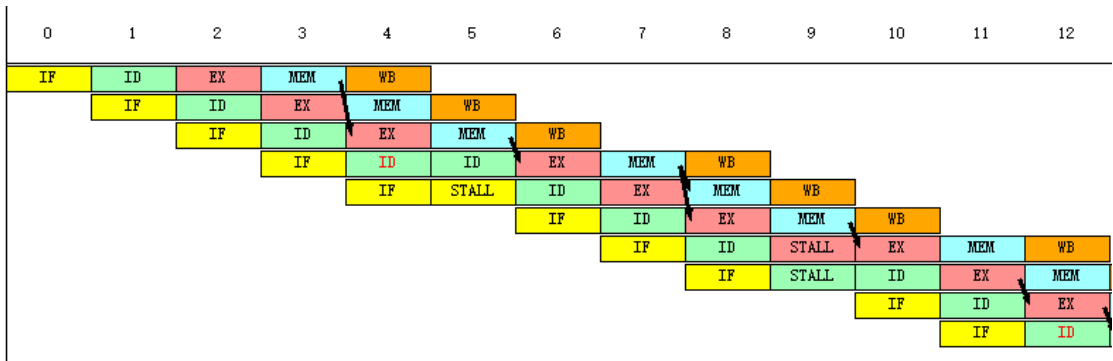 0 1 2 3 4 5 6 7 8 9 10 11 12
IF ID EX MEM WB
IF ID EX MEM WB
IF ID EX MEM WB
IF ID ID EX MEM WB
IF STALL ID EX MEM WB
IF ID EX MEM WB
IF ID STALL EX MEM WB
IF STALL ID EX MEM
IF ID EX
IF ID